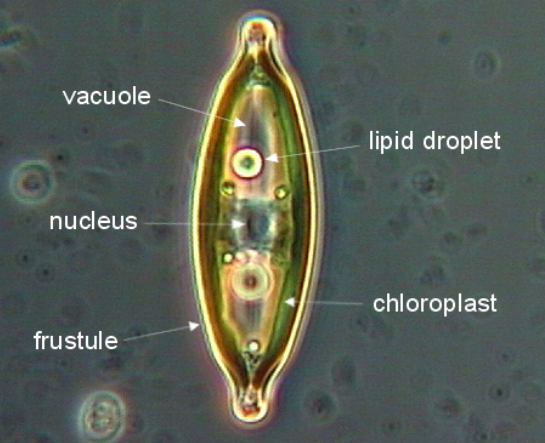 vacuole
lipid droplet
nucleus
chloroplast
frustule